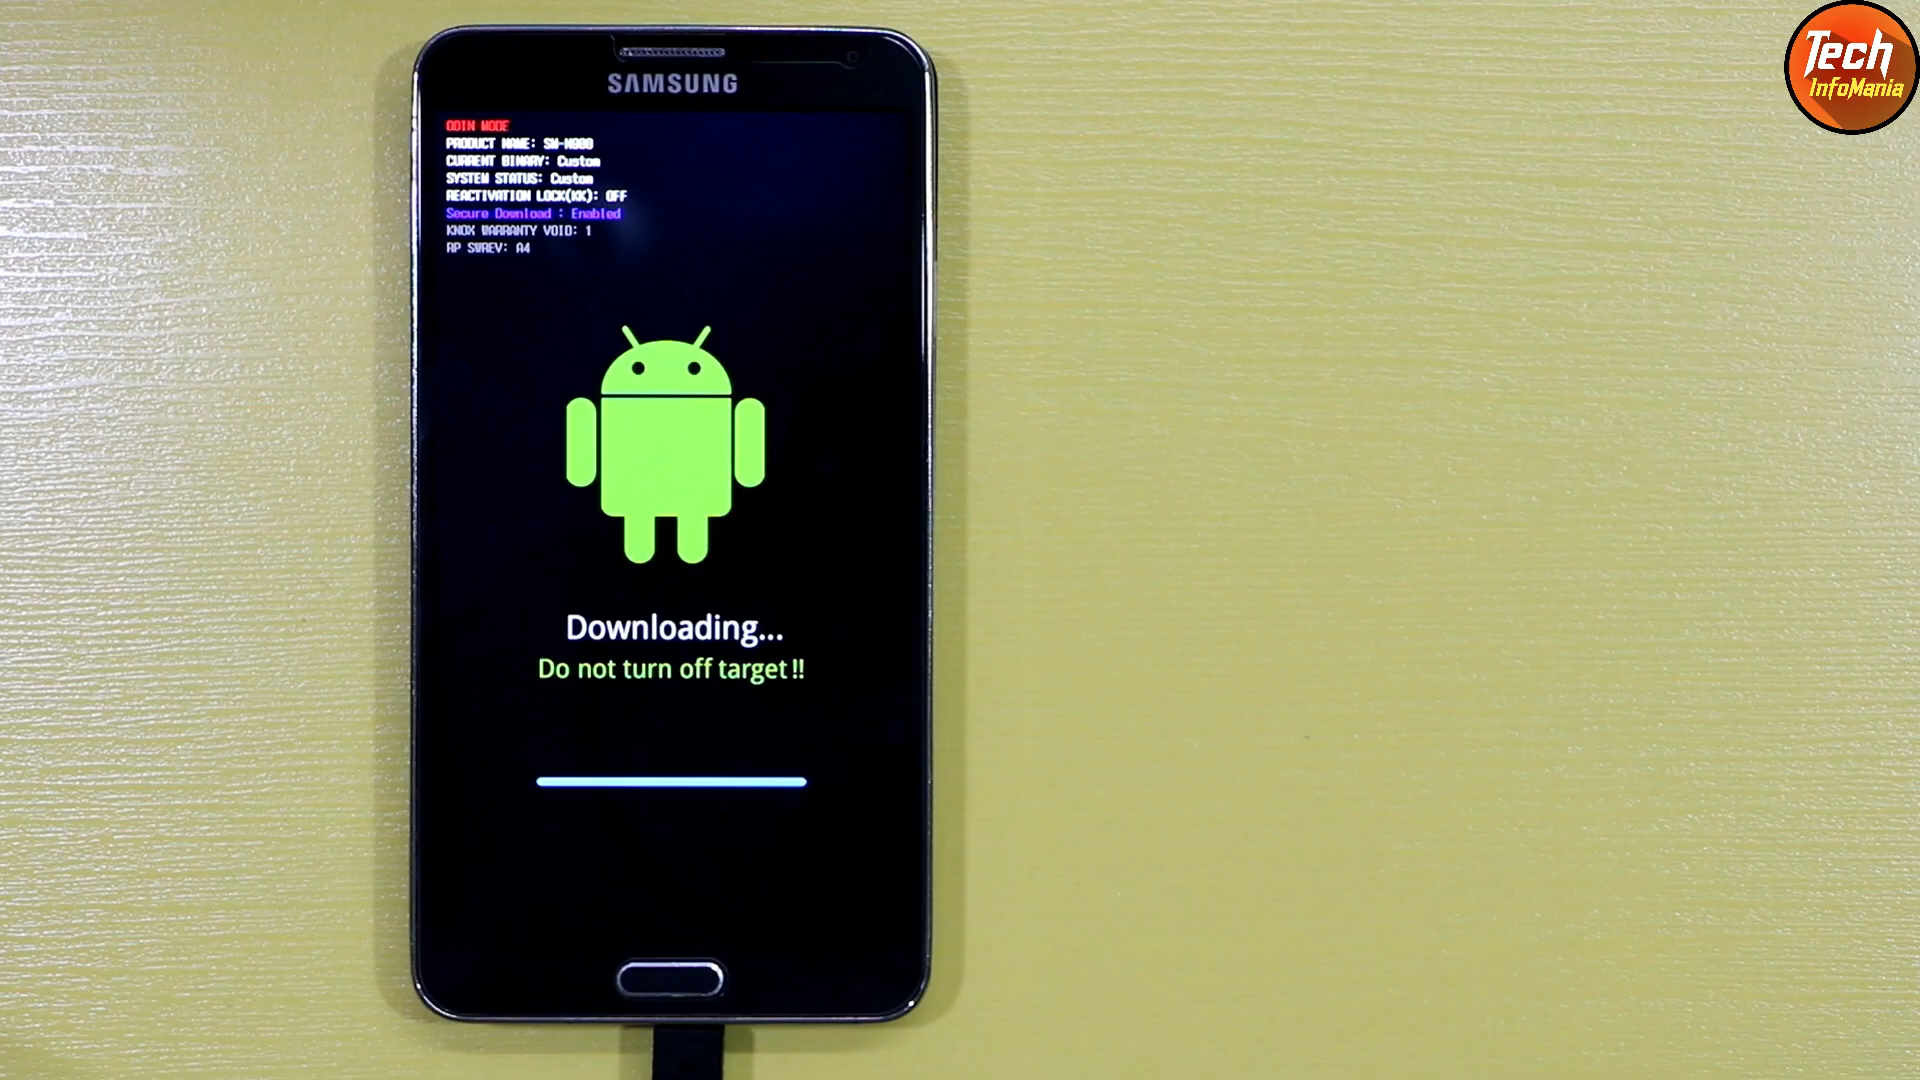 Tech
InfoMania
SAMSUNG
ODIN MODE
PRODUCT NAME: SM-N900
CURRENT BINARY: Custom
SYSTEM STATUS: Custom
REACTIVATION LOCK(KK): OFF
Secure Download : Enabled
KNOX WARRANTY VOID: 1
RP SWREV: A4
Downloading...
Do not turn off target!!